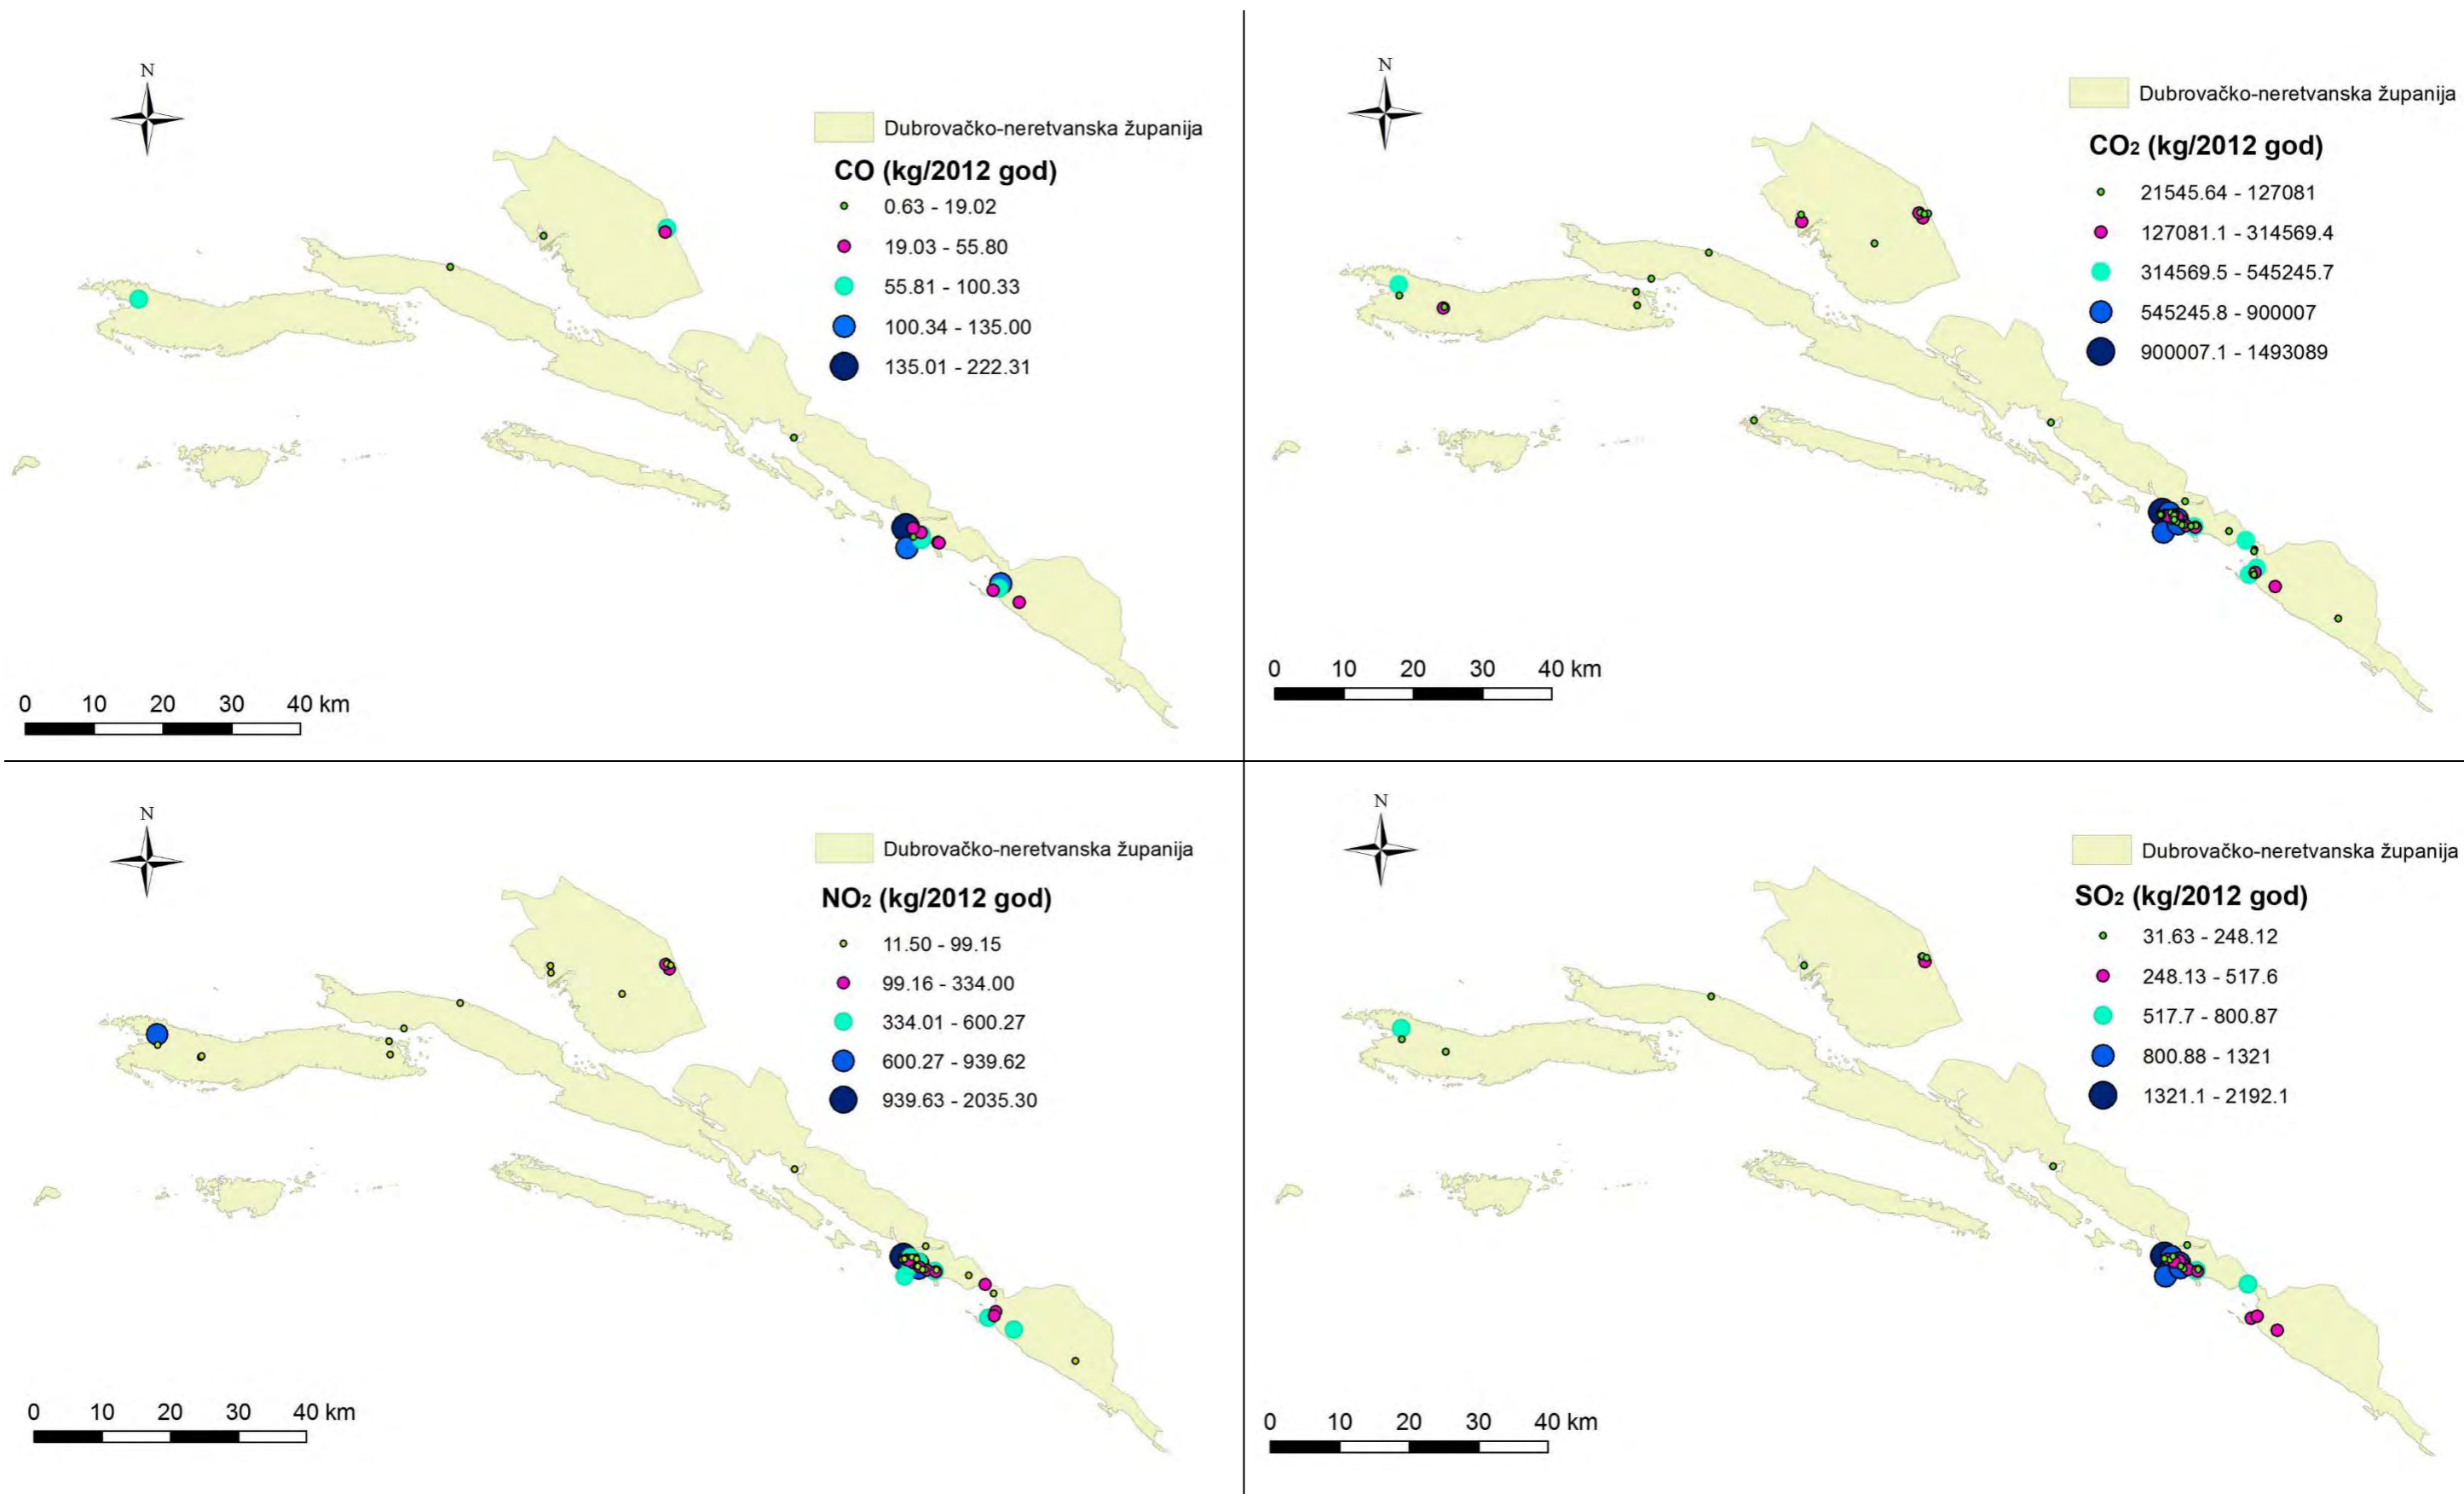 N
Dubrovačko-neretvanska županija
CO (kg/2012 god)
0.63 - 19.02
19.03 - 55.80
55.81 - 100.33
100.34 - 135.00
135.01 - 222.31
0 10 20 30 40 km
N
Dubrovačko-neretvanska županija
CO2 (kg/2012 god)
21545.64 - 127081
127081.1 - 314569.4
314569.5 - 545245.7
545245.8 - 900007
900007.1 - 1493089
0 10 20 30 40 km
N
Dubrovačko-neretvanska županija
NO2 (kg/2012 god)
11.50 - 99.15
99.16 - 334.00
334.01 - 600.27
600.27 - 939.62
939.63 - 2035.30
0 10 20 30 40 km
N
Dubrovačko-neretvanska županija
SO2 (kg/2012 god)
31.63 - 248.12
248.13 - 517.6
517.7 - 800.87
800.88 - 1321
1321.1 - 2192.1
0 10 20 30 40 km